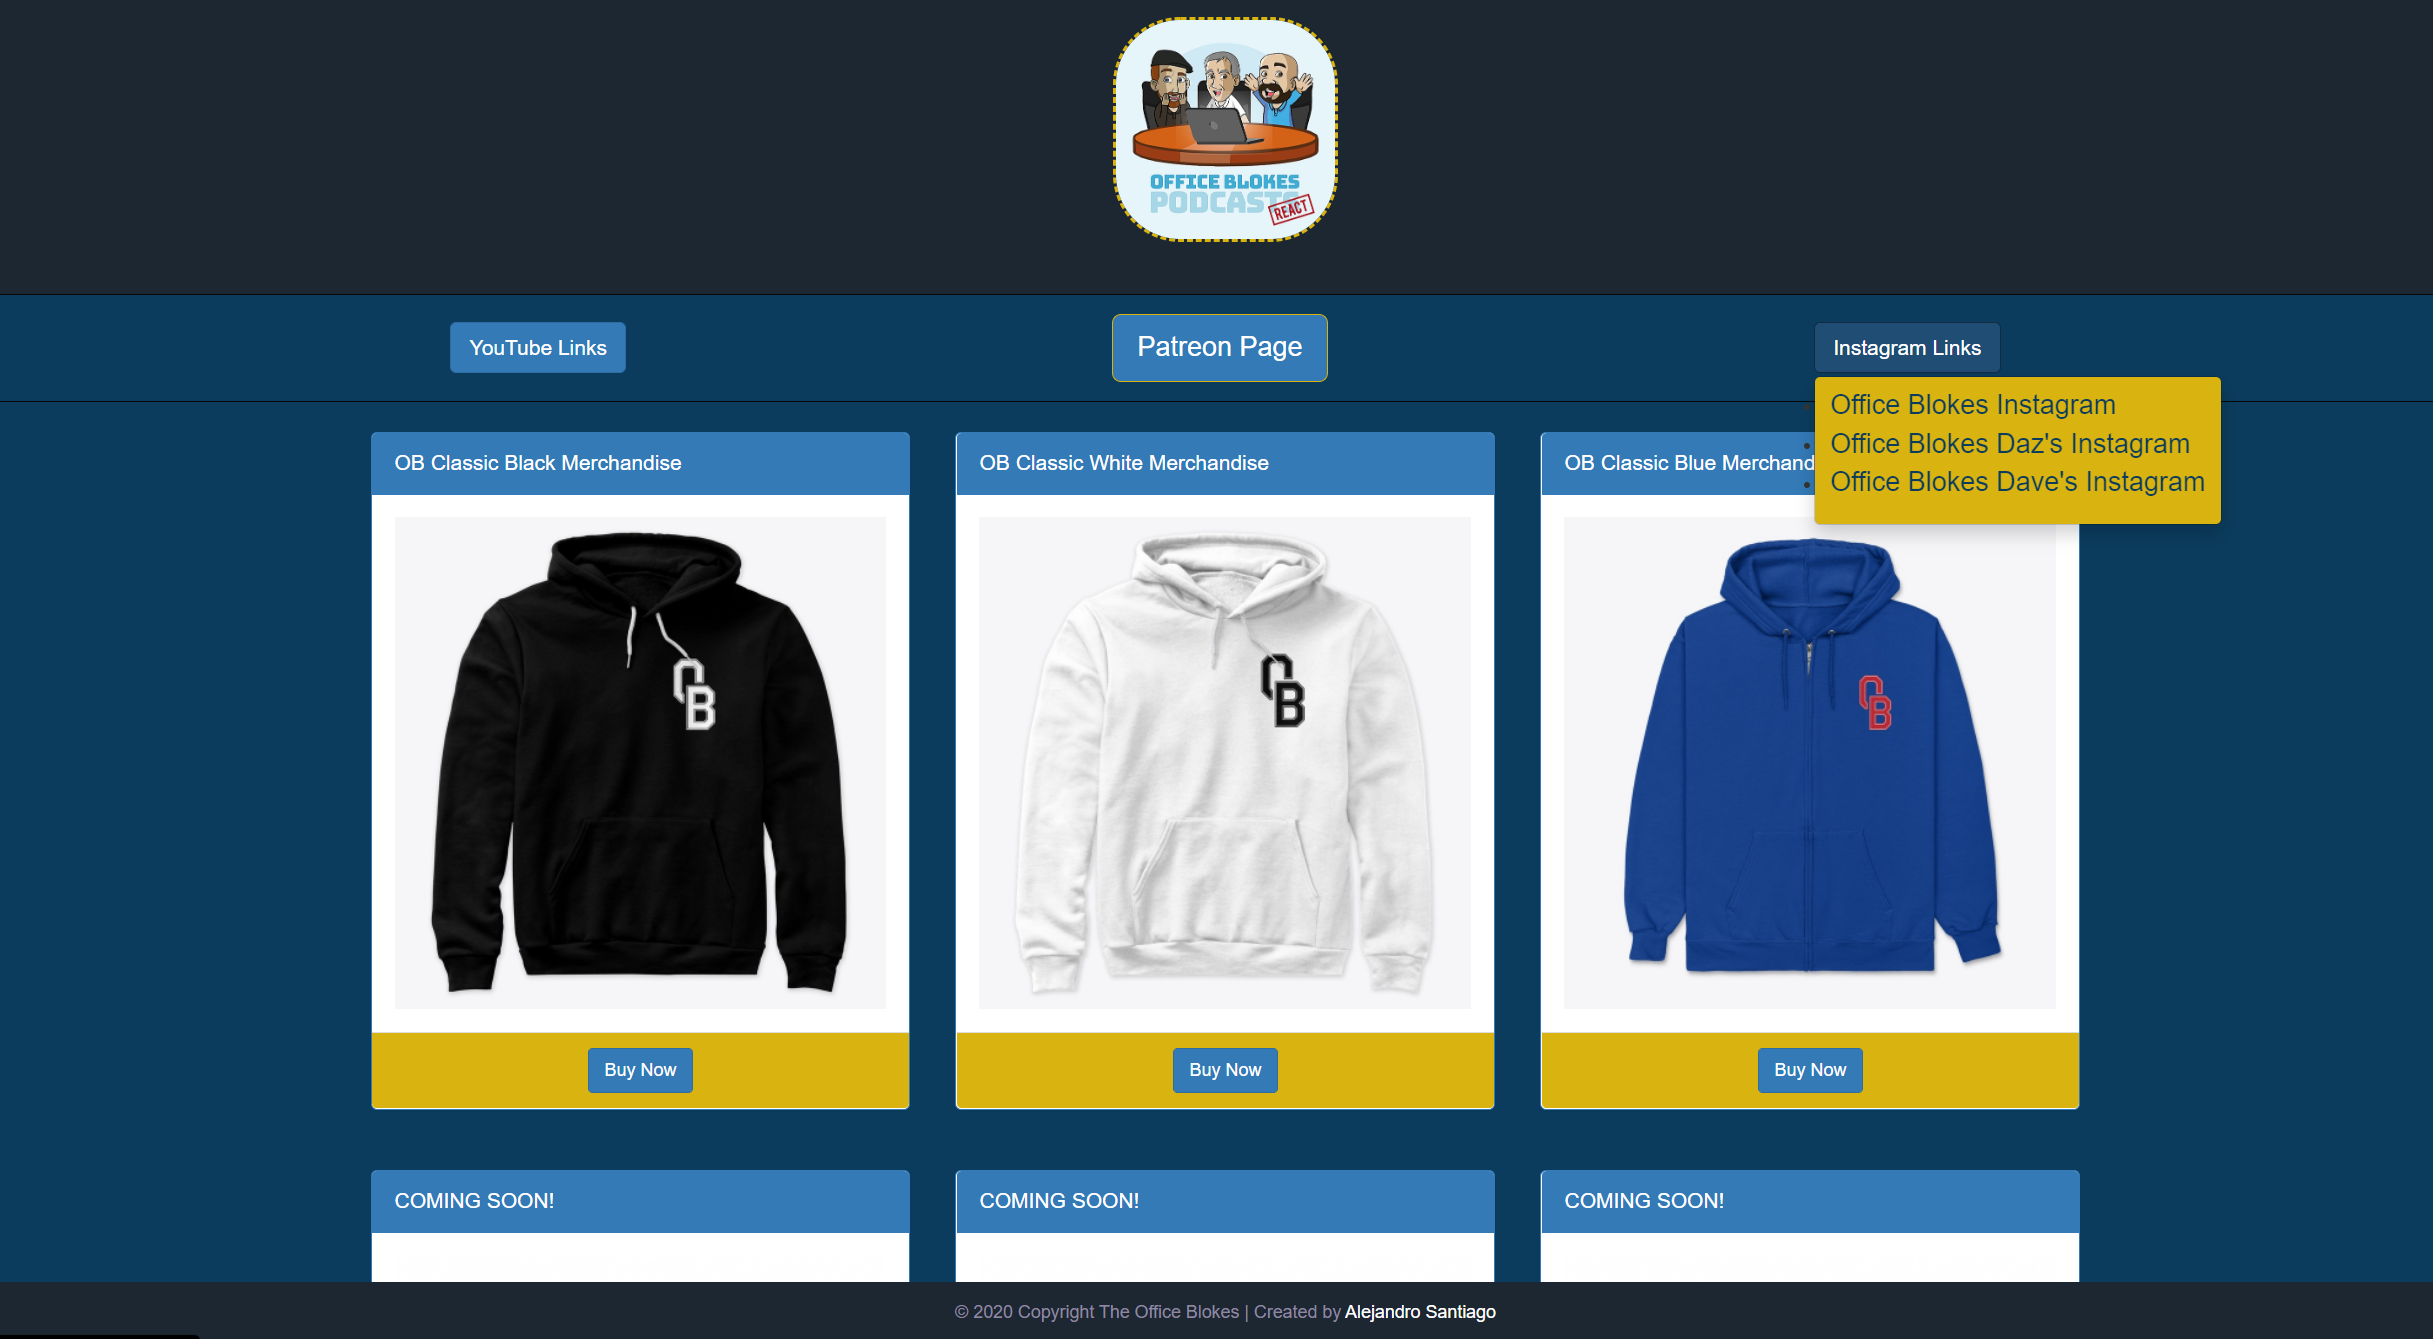 OFFICE BLOKES
PODCASTS
REACT
YouTube Links
Patreon Page
Instagram Links
Office Blokes Instagram
Office Blokes Daz's Instagram
Office Blokes Dave's Instagram
OB Classic Black Merchandise
OB Classic White Merchandise
OB Classic Blue Merchand
OB
OB
OB
Buy Now
Buy Now
Buy Now
COMING SOON!
COMING SOON!
COMING SOON!
© 2020 Copyright The Office Blokes | Created by Alejandro Santiago